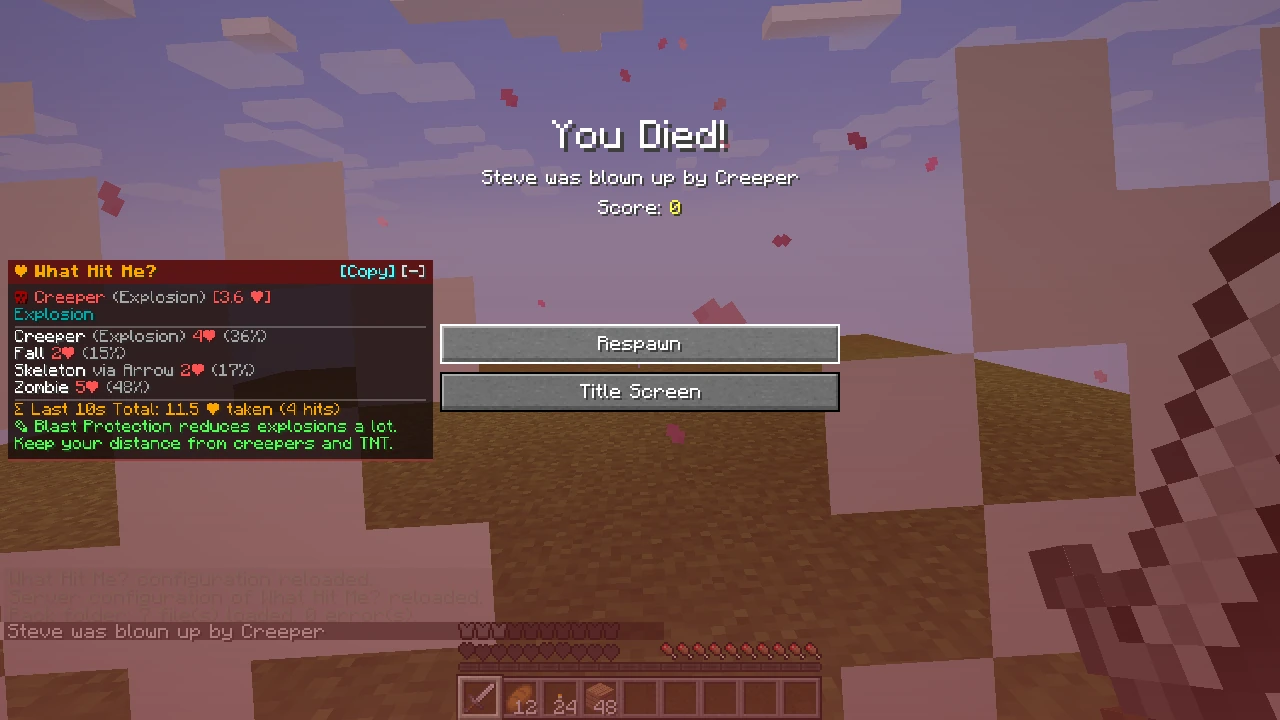 You Died!
Steve was blown up by Creeper
Score: 0
What Hit Me? [Copy] [−]
Creeper (Explosion) [3.6 ♥]
Explosion
Creeper (Explosion) 4♥ (36%)
Fall 2♥ (15%)
Skeleton via Arrow 2♥ (17%)
Zombie 5♥ (48%)
Σ Last 10s Total: 11.5 ♥ taken (4 hits)
Blast Protection reduces explosions a lot.
Keep your distance from creepers and TNT.
Respawn
Title Screen
What Hit Me? configuration reloaded.
Server configuration of What Hit Me? reloaded.
Steve was blown up by Creeper
12 24 48